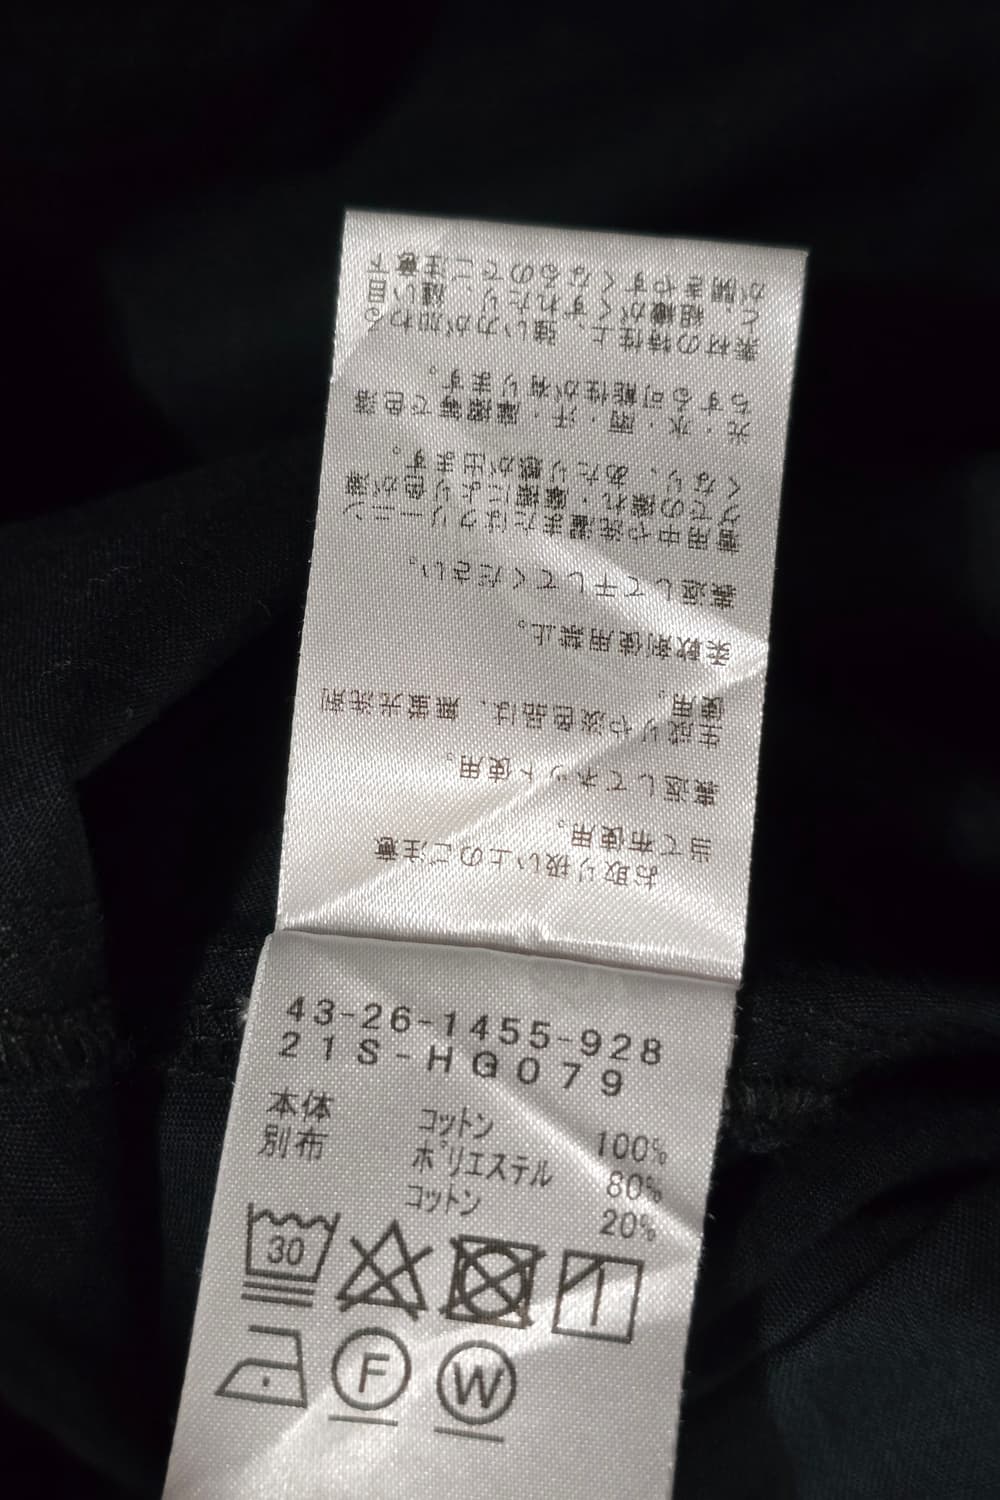 お取り扱い上のご注意
当て布使用。
裏返してネット使用。
生成りや淡色品は、無蛍光洗剤
使用。
柔軟剤使用禁止。
裏返して干してください。
着用中や洗濯またはクリーニン
グでの擦れ・摩擦により色が薄
くなり、あたり感が出ます。
光・水・雨・汗・摩擦等で色落
ちする可能性が有ります。
素材の特性上、強い力が加わる
と、組織がくずれたり、縫い目
が開きやすくなるのでご注意下
43-26-1455-928
21S-HG079
本体 コットン 100%
別布 ポリエステル 80%
コットン 20%
30
F W